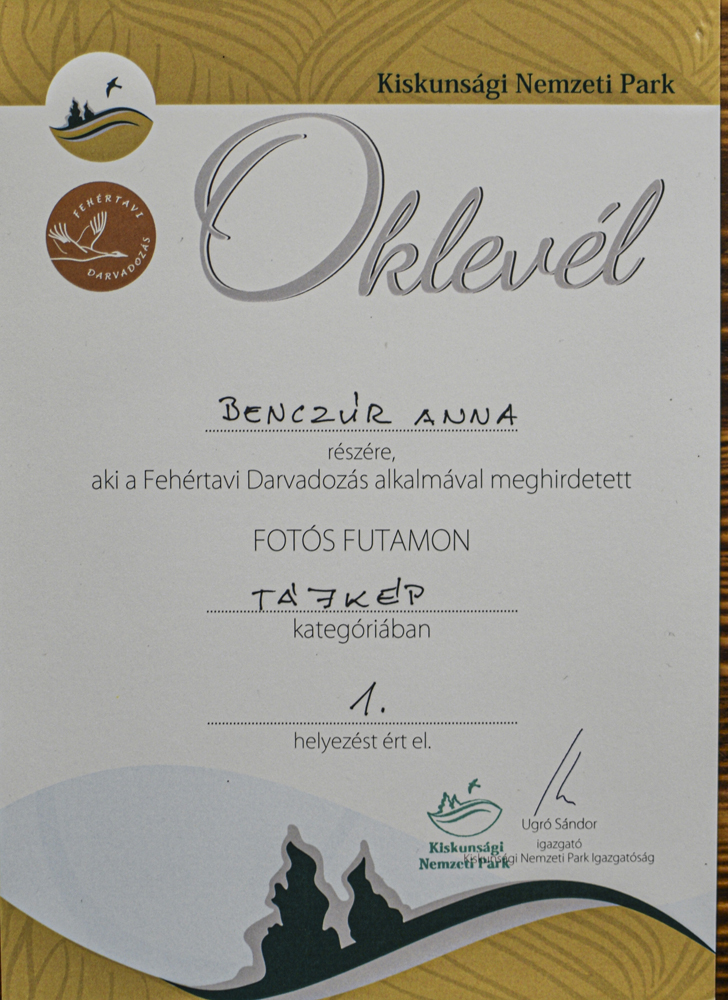 Kiskunsági Nemzeti Park
Oklevél
FEHÉRTAVI
DARVADOZÁS
BENCZÚR ANNA
részére,
aki a Fehértavi Darvadozás alkalmával meghirdetett
FOTÓS FUTAMON
TÁJKÉP
kategóriában
1.
helyezést ért el.
Ugró Sándor
igazgató
Kiskunsági Nemzeti Park Igazgatóság
Kiskunsági
Nemzeti Park